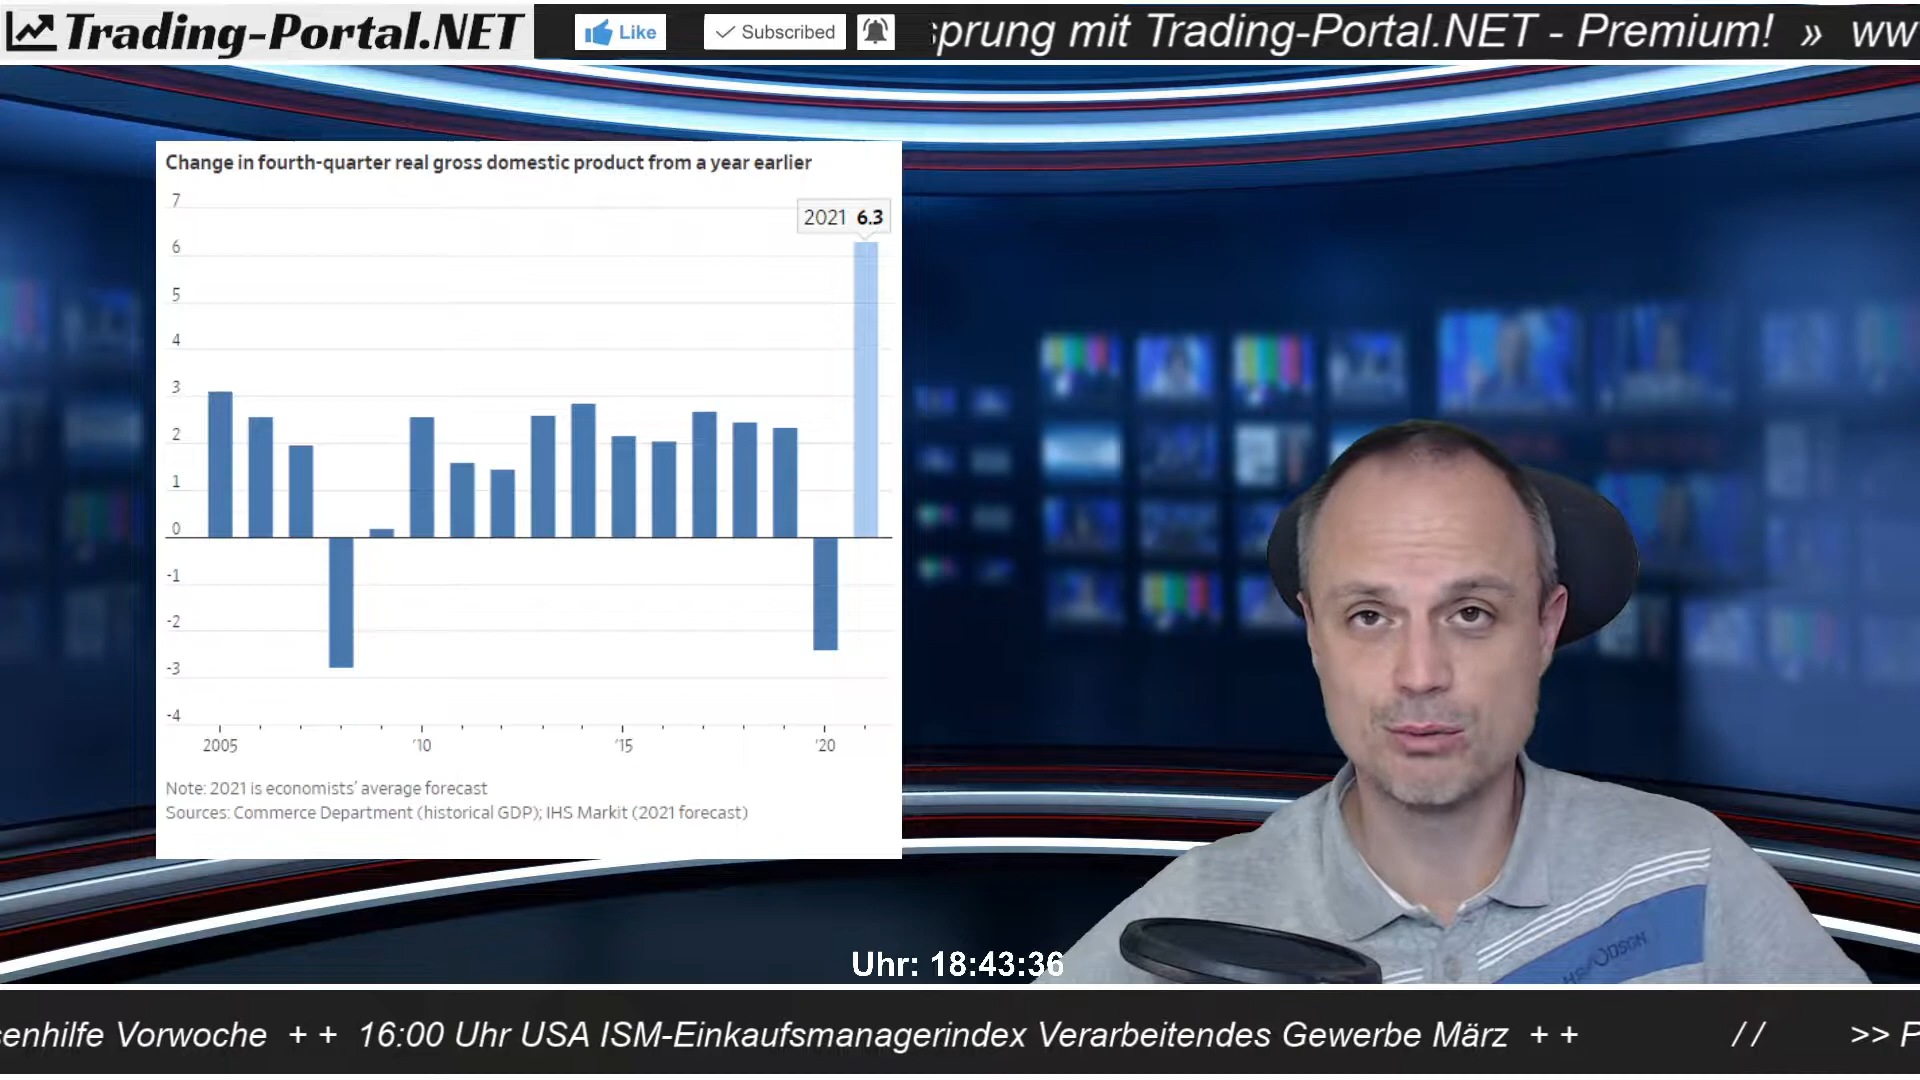 Trading-Portal.NET
Like
Subscribed
prung mit Trading-Portal.NET - Premium! » ww
Change in fourth-quarter real gross domestic product from a year earlier
7
2021 6.3
6
5
4
3
2
1
0
-1
-2
-3
-4
2005 '10 '15 '20
Note: 2021 is economists' average forecast
Sources: Commerce Department (historical GDP); IHS Markit (2021 forecast)
Uhr: 18:43:36
senhilfe Vorwoche + + 16:00 Uhr USA ISM-Einkaufsmanagerindex Verarbeitendes Gewerbe März + + // >> P